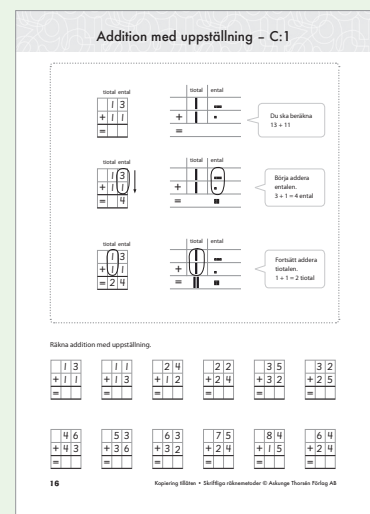 Addition med uppställning – C:1
tiotal ental
1 3
+ 1 1
=
tiotal ental
+
=
Du ska beräkna
13 + 11
tiotal ental
1 3
+ 1 1
= 4
tiotal ental
+
=
Börja addera
entalen.
3 + 1 = 4 ental
tiotal ental
1 3
+ 1 1
= 2 4
tiotal ental
+
=
Fortsätt addera
tiotalen.
1 + 1 = 2 tiotal
Räkna addition med uppställning.
1 3 1 1 2 4 2 2 3 5 3 2
+ 1 1 + 1 3 + 1 2 + 2 4 + 3 2 + 2 5
= = = = = =
4 6 5 3 6 3 7 5 8 4 6 4
+ 4 3 + 3 6 + 3 2 + 2 4 + 1 5 + 2 4
= = = = = =
16 Kopiering tillåten • Skriftliga räknemetoder © Askunge Thorsén Förlag AB